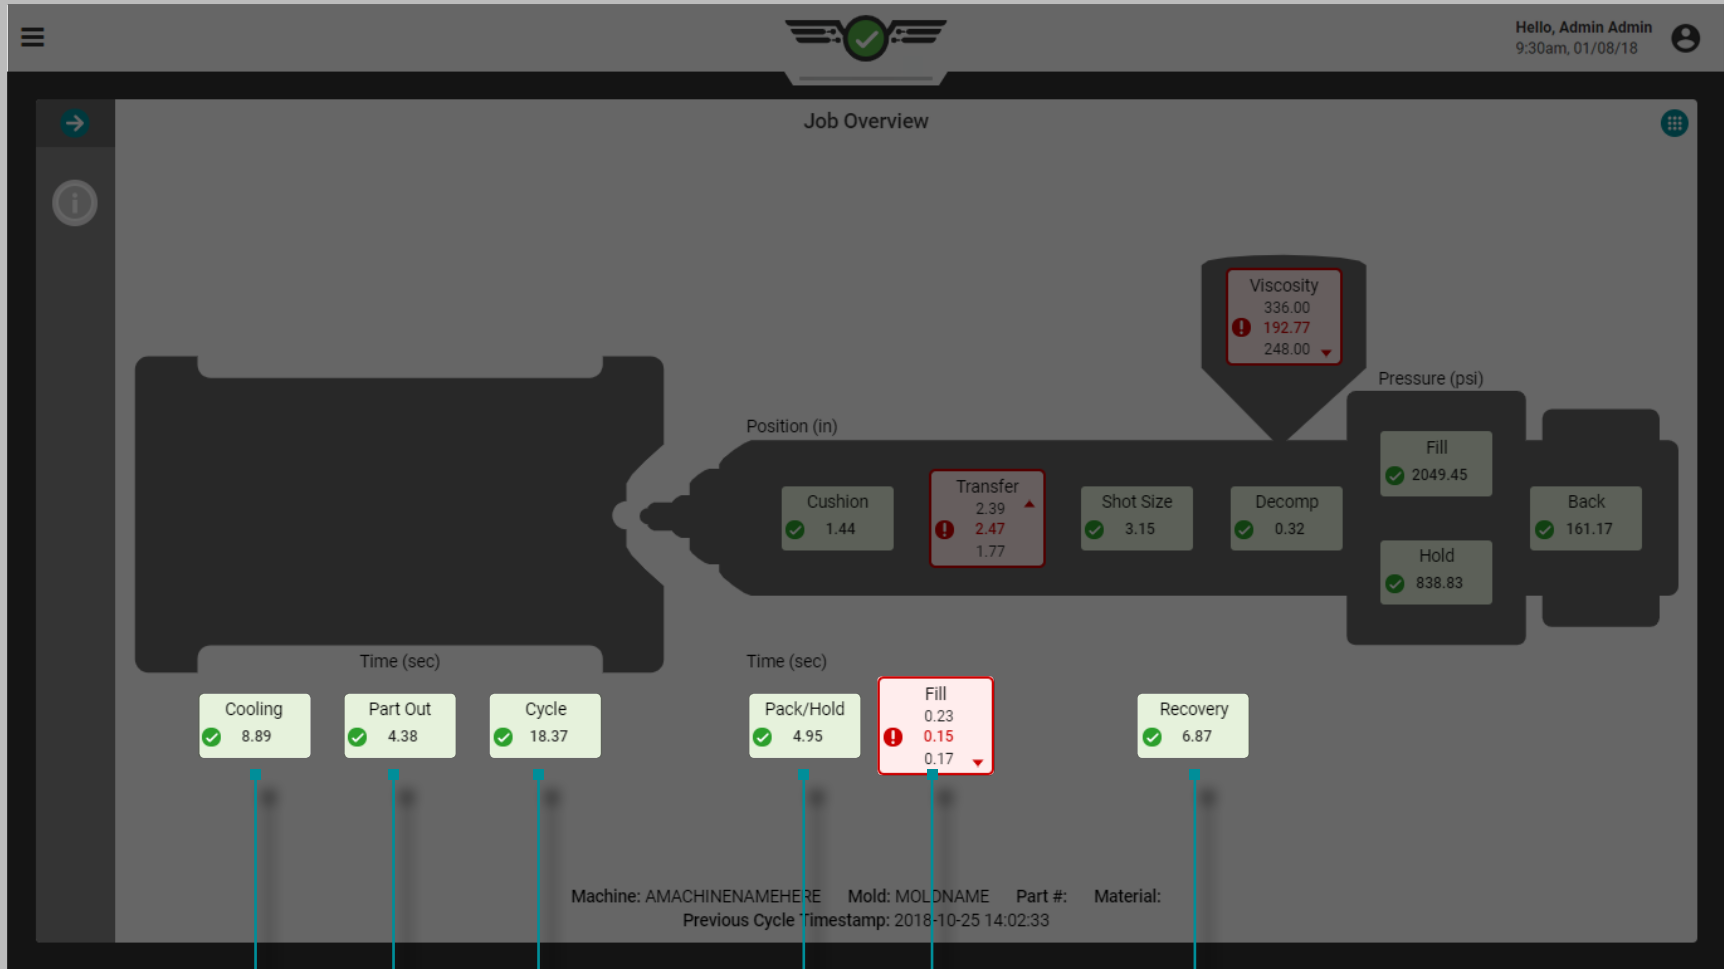 Hello, Admin Admin
9:30am, 01/08/18
Job Overview
Viscosity
336.00
192.77
248.00
Pressure (psi)
Position (in)
Fill
2049.45
Cushion
1.44
Transfer
2.39
2.47
1.77
Shot Size
3.15
Decomp
0.32
Back
161.17
Hold
838.83
Time (sec)
Time (sec)
Cooling
8.89
Part Out
4.38
Cycle
18.37
Pack/Hold
4.95
Fill
0.23
0.15
0.17
Recovery
6.87
Machine: AMACHINENAMEHERE Mold: MOLDNAME Part #: Material:
Previous Cycle Timestamp: 2018-10-25 14:02:33